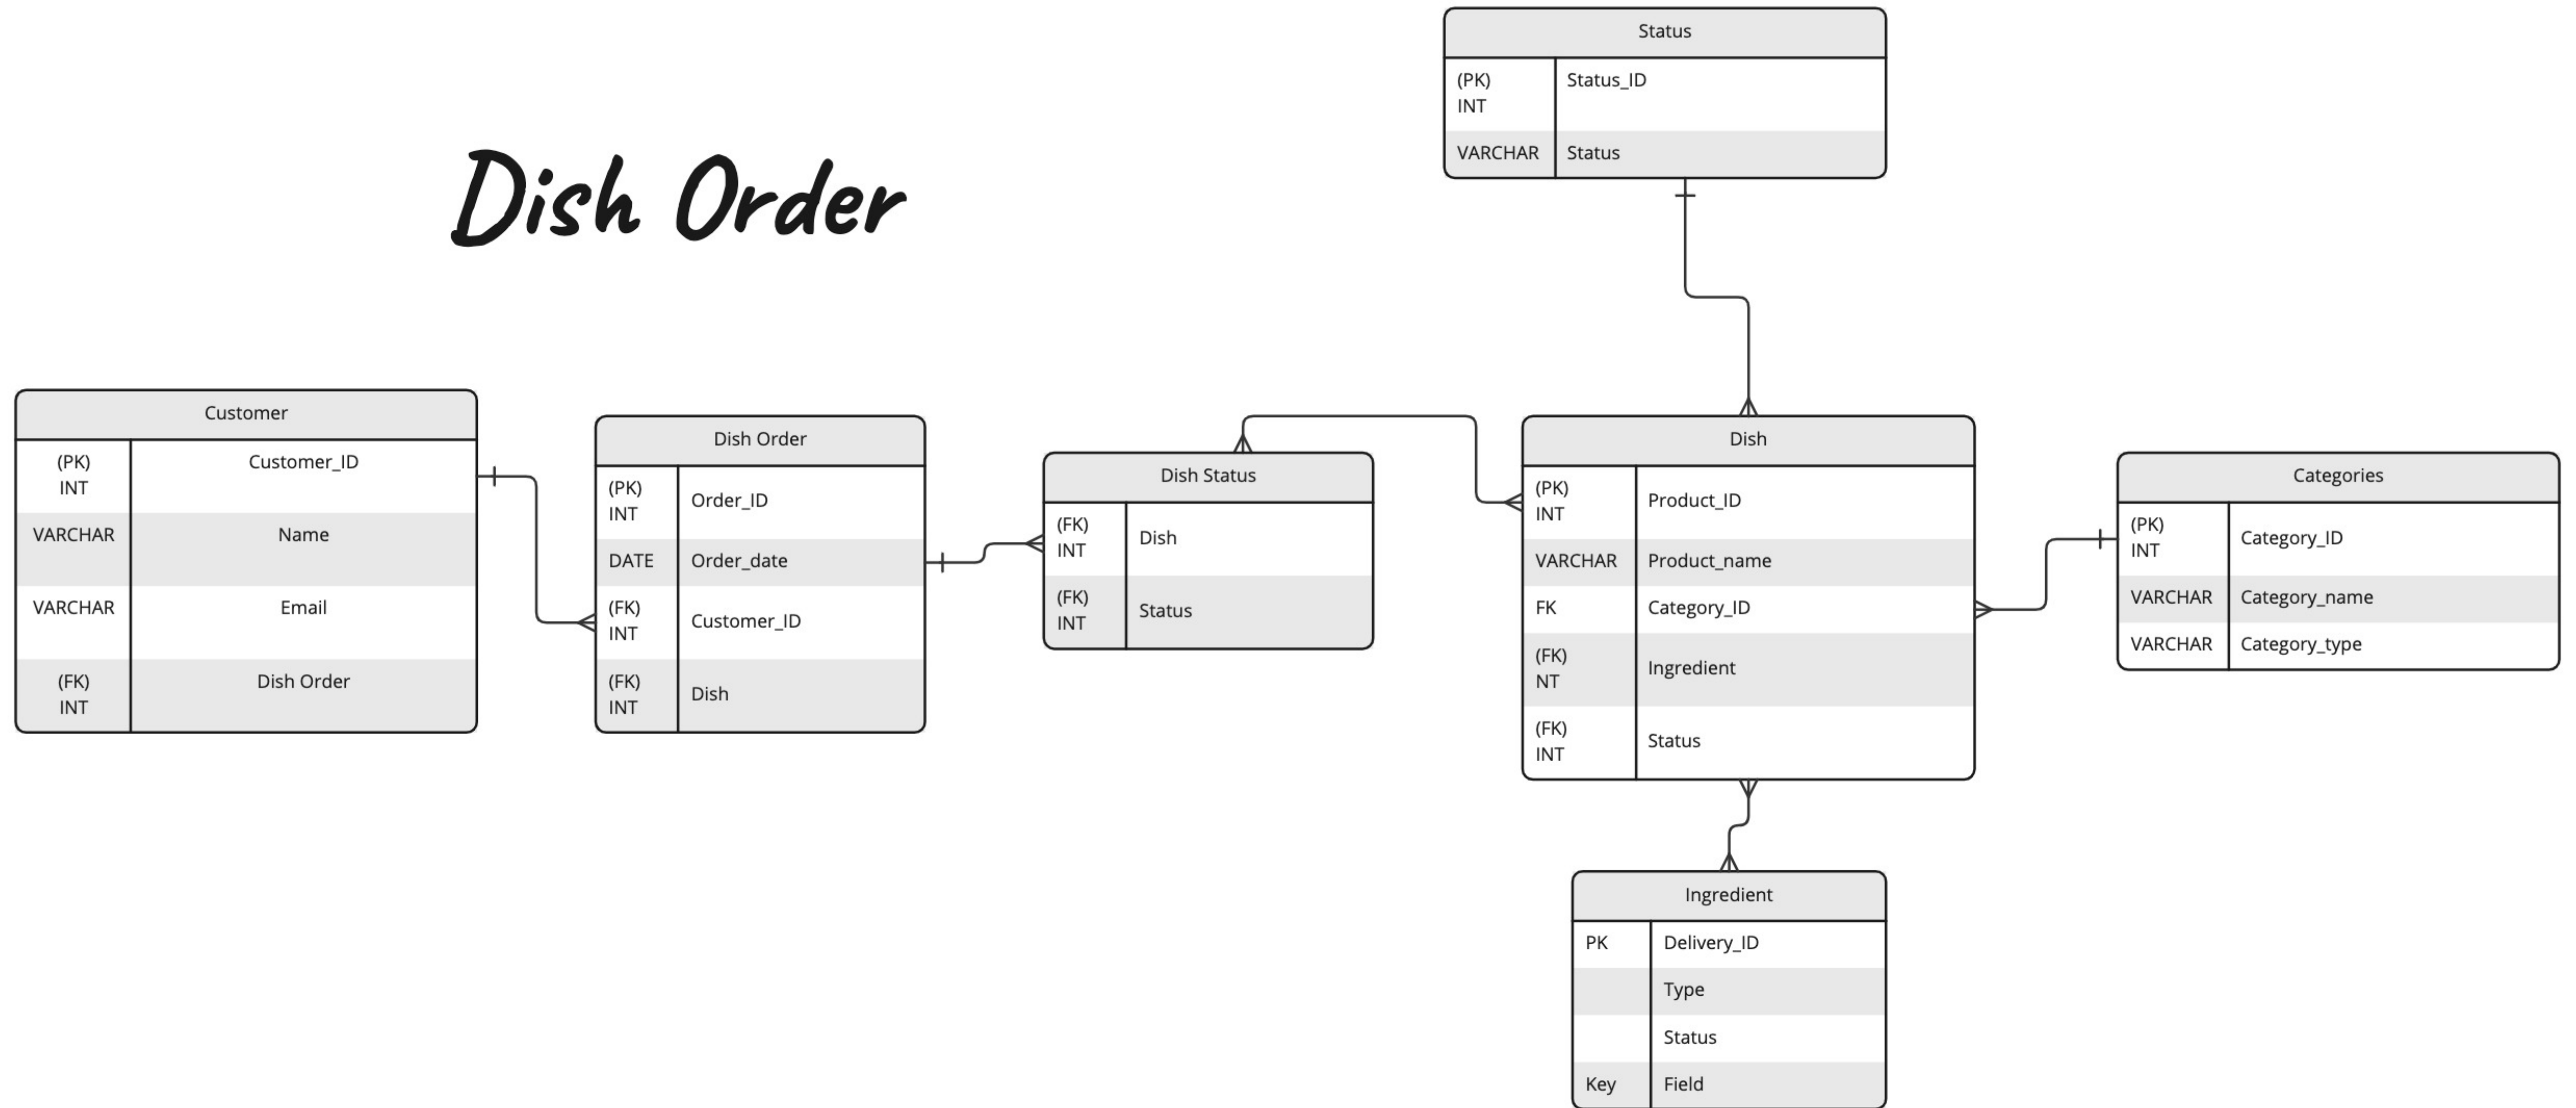 Dish Order
Status
(PK) INT Status_ID
VARCHAR Status
Customer
(PK) INT Customer_ID
VARCHAR Name
VARCHAR Email
(FK) INT Dish Order
Dish Order
(PK) INT Order_ID
DATE Order_date
(FK) INT Customer_ID
(FK) INT Dish
Dish Status
(FK) INT Dish
(FK) INT Status
Dish
(PK) INT Product_ID
VARCHAR Product_name
FK Category_ID
(FK) NT Ingredient
(FK) INT Status
Categories
(PK) INT Category_ID
VARCHAR Category_name
VARCHAR Category_type
Ingredient
PK Delivery_ID
Type
Status
Key Field